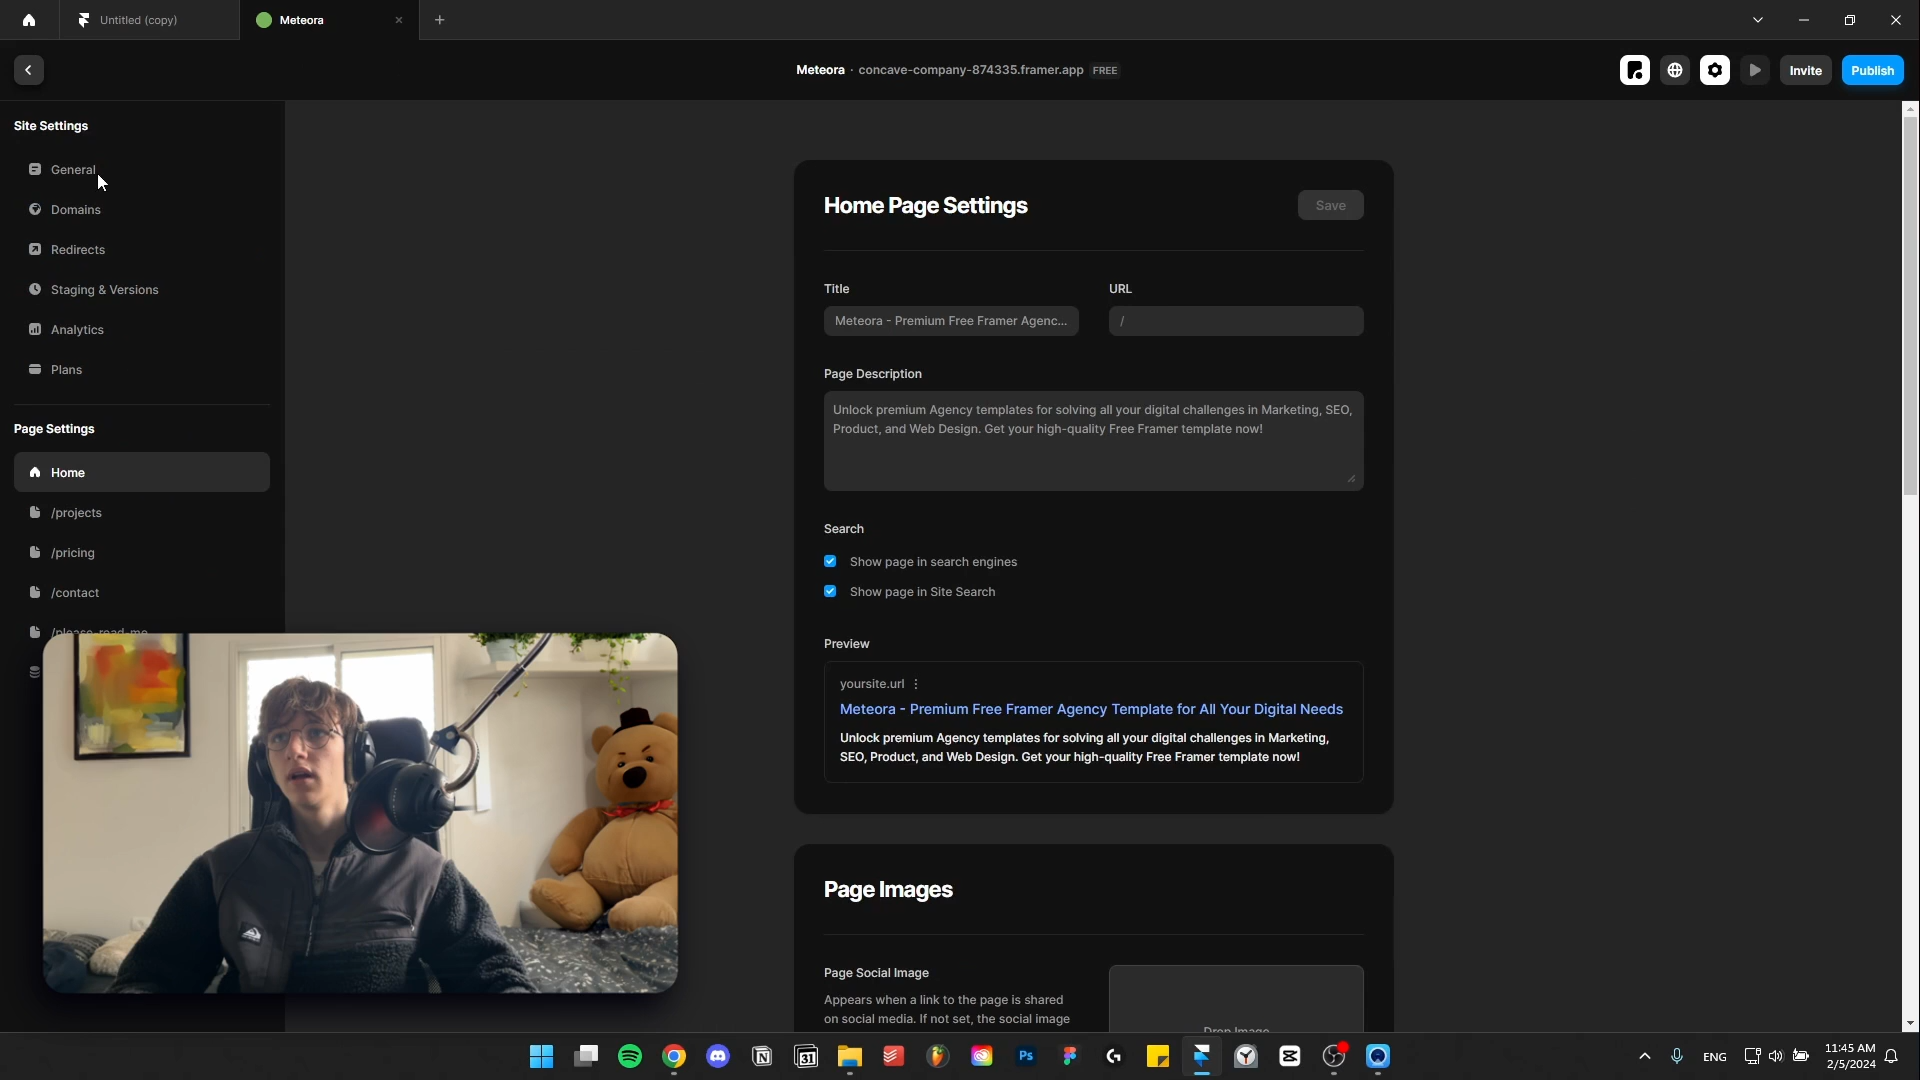 Untitled (copy)
Meteora
Meteora · concave-company-874335.framer.app FREE
Invite
Publish
Site Settings
General
Domains
Redirects
Staging & Versions
Analytics
Plans
Page Settings
Home
/projects
/pricing
/contact
/please-read-me
Home Page Settings
Save
Title
URL
Meteora - Premium Free Framer Agenc...
/
Page Description
Unlock premium Agency templates for solving all your digital challenges in Marketing, SEO,
Product, and Web Design. Get your high-quality Free Framer template now!
Search
Show page in search engines
Show page in Site Search
Preview
yoursite.url
Meteora - Premium Free Framer Agency Template for All Your Digital Needs
Unlock premium Agency templates for solving all your digital challenges in Marketing,
SEO, Product, and Web Design. Get your high-quality Free Framer template now!
Page Images
Page Social Image
Appears when a link to the page is shared
on social media. If not set, the social image
Drop Image
31
Ps
ENG
11:45 AM
2/5/2024